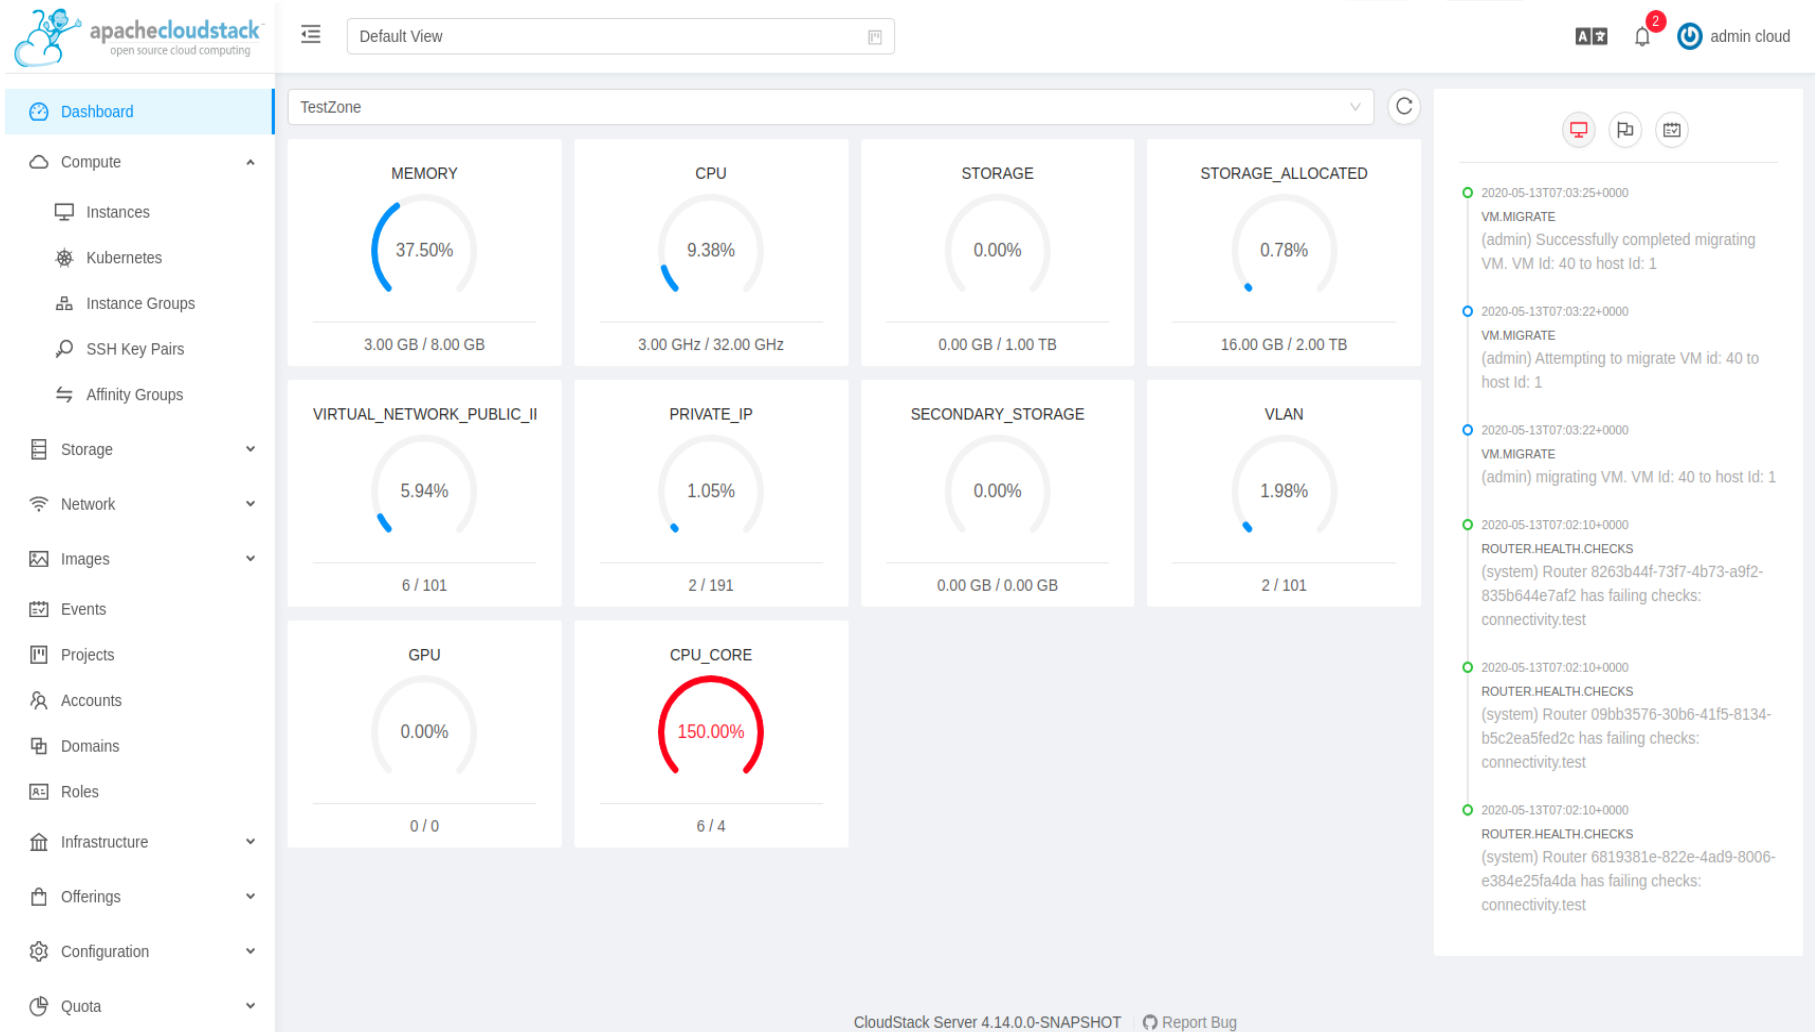 apachecloudstack
open source cloud computing
Default View
2
admin cloud
Dashboard
Compute
Instances
Kubernetes
Instance Groups
SSH Key Pairs
Affinity Groups
Storage
Network
Images
Events
Projects
Accounts
Domains
Roles
Infrastructure
Offerings
Configuration
Quota
TestZone
MEMORY
37.50%
3.00 GB / 8.00 GB
CPU
9.38%
3.00 GHz / 32.00 GHz
STORAGE
0.00%
0.00 GB / 1.00 TB
STORAGE_ALLOCATED
0.78%
16.00 GB / 2.00 TB
VIRTUAL_NETWORK_PUBLIC_II
5.94%
6 / 101
PRIVATE_IP
1.05%
2 / 191
SECONDARY_STORAGE
0.00%
0.00 GB / 0.00 GB
VLAN
1.98%
2 / 101
GPU
0.00%
0 / 0
CPU_CORE
150.00%
6 / 4
2020-05-13T07:03:25+0000
VM.MIGRATE
(admin) Successfully completed migrating
VM. VM Id: 40 to host Id: 1
2020-05-13T07:03:22+0000
VM.MIGRATE
(admin) Attempting to migrate VM id: 40 to
host Id: 1
2020-05-13T07:03:22+0000
VM.MIGRATE
(admin) migrating VM. VM Id: 40 to host Id: 1
2020-05-13T07:02:10+0000
ROUTER.HEALTH.CHECKS
(system) Router 8263b44f-73f7-4b73-a9f2-
835b644e7af2 has failing checks:
connectivity.test
2020-05-13T07:02:10+0000
ROUTER.HEALTH.CHECKS
(system) Router 09bb3576-30b6-41f5-8134-
b5c2ea5fed2c has failing checks:
connectivity.test
2020-05-13T07:02:10+0000
ROUTER.HEALTH.CHECKS
(system) Router 6819381e-822e-4ad9-8006-
e384e25fa4da has failing checks:
connectivity.test
CloudStack Server 4.14.0.0-SNAPSHOT
Report Bug